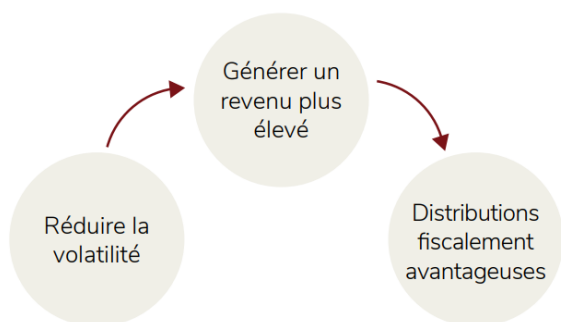 Générer un
revenu plus
élevé
Réduire la
volatilité
Distributions
fiscalement
avantageuses